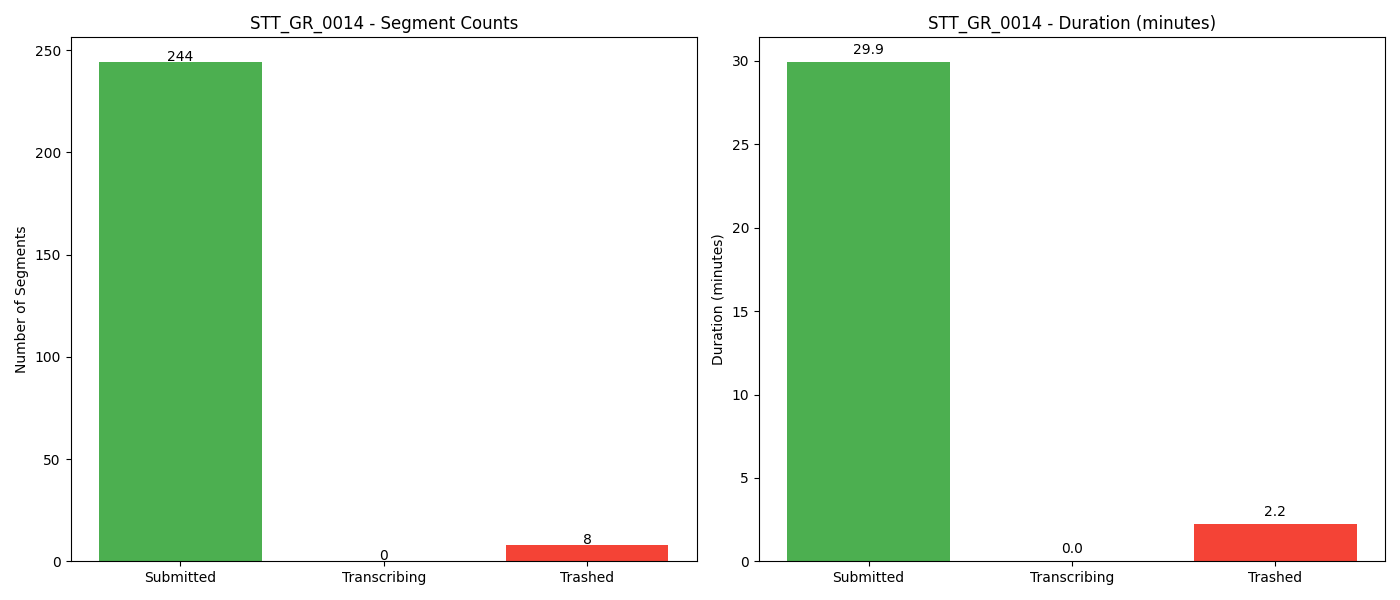 STT_GR_0014 - Segment Counts
Number of Segments
250
200
150
100
50
0
244
0
8
Submitted
Transcribing
Trashed
STT_GR_0014 - Duration (minutes)
Duration (minutes)
30
25
20
15
10
5
0
29.9
0.0
2.2
Submitted
Transcribing
Trashed